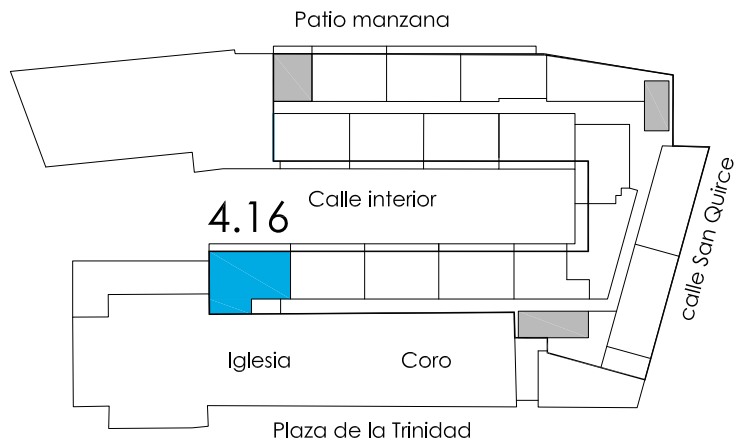 Patio manzana
Calle interior
4.16
calle San Quirce
Iglesia
Coro
Plaza de la Trinidad